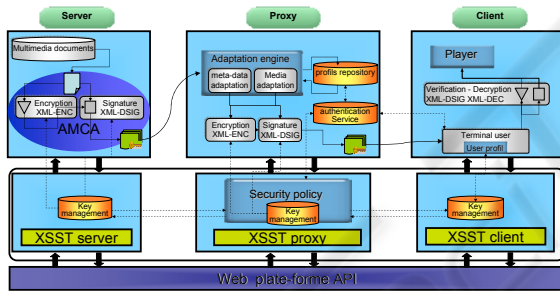 Server
Proxy
Client
Multimedia documents
Encryption
XML-ENC
Signature
XML-DSIG
AMCA
Adaptation engine
meta-data
adaptation
Media
adaptation
profils repository
authentication
Service
Encryption
XML-ENC
Signature
XML-DSIG
Player
Verification - Decryption
XML-DSIG XML-DEC
Terminal user
User profil
Key
management
XSST server
Security policy
Key
management
XSST proxy
Key
management
XSST client
Web plate-forme API